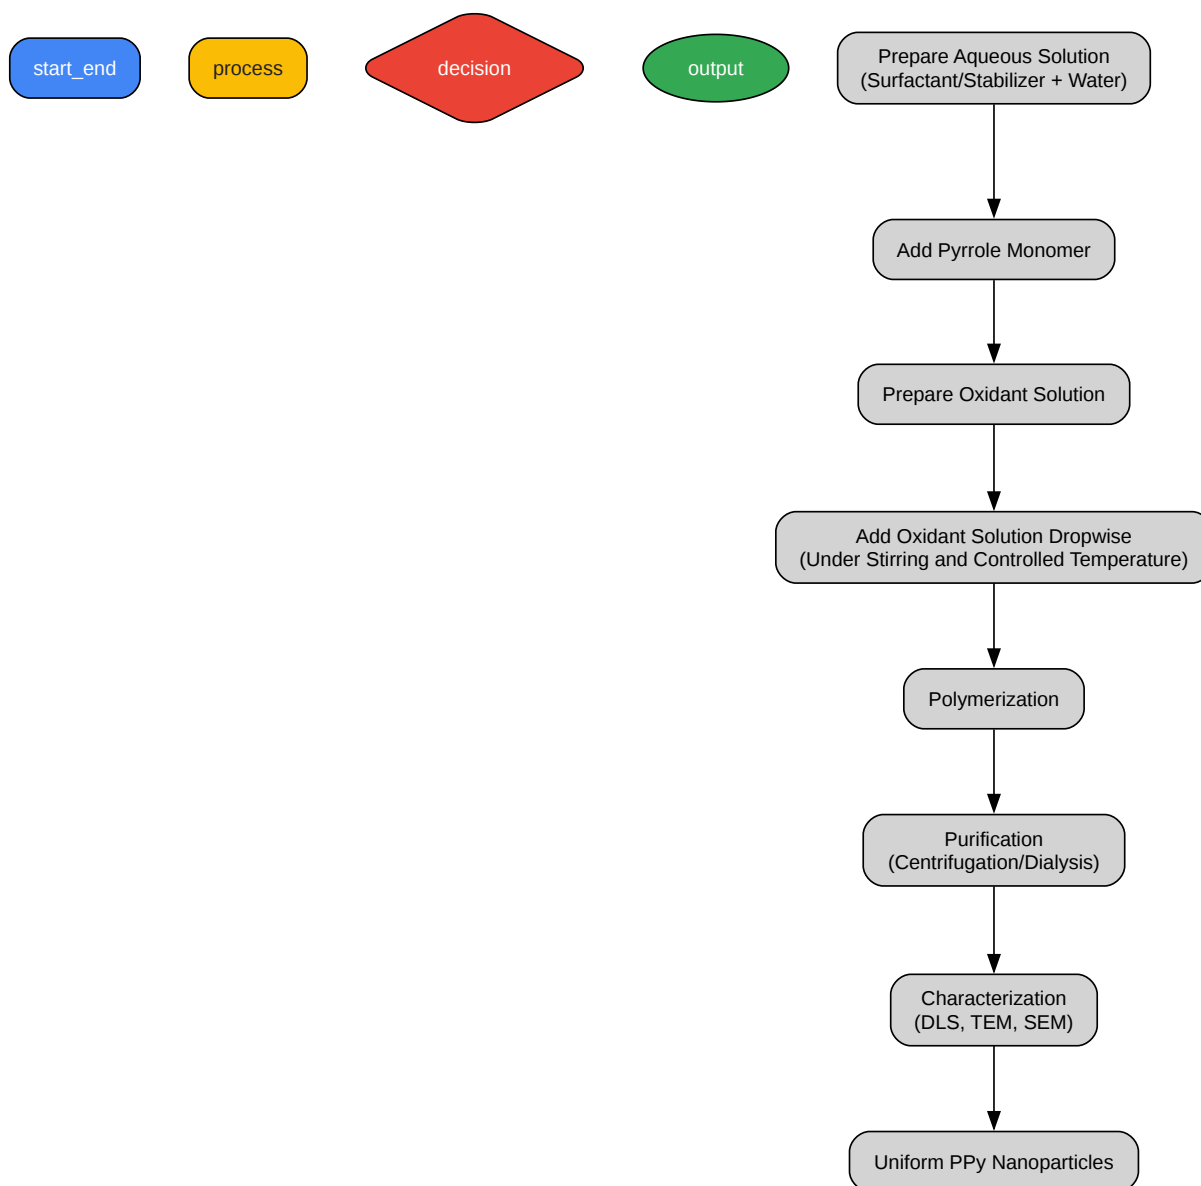 start_end
process
decision
output
Prepare Aqueous Solution
(Surfactant/Stabilizer + Water)
Add Pyrrole Monomer
Prepare Oxidant Solution
Add Oxidant Solution Dropwise
(Under Stirring and Controlled Temperature)
Polymerization
Purification
(Centrifugation/Dialysis)
Characterization
(DLS, TEM, SEM)
Uniform PPy Nanoparticles